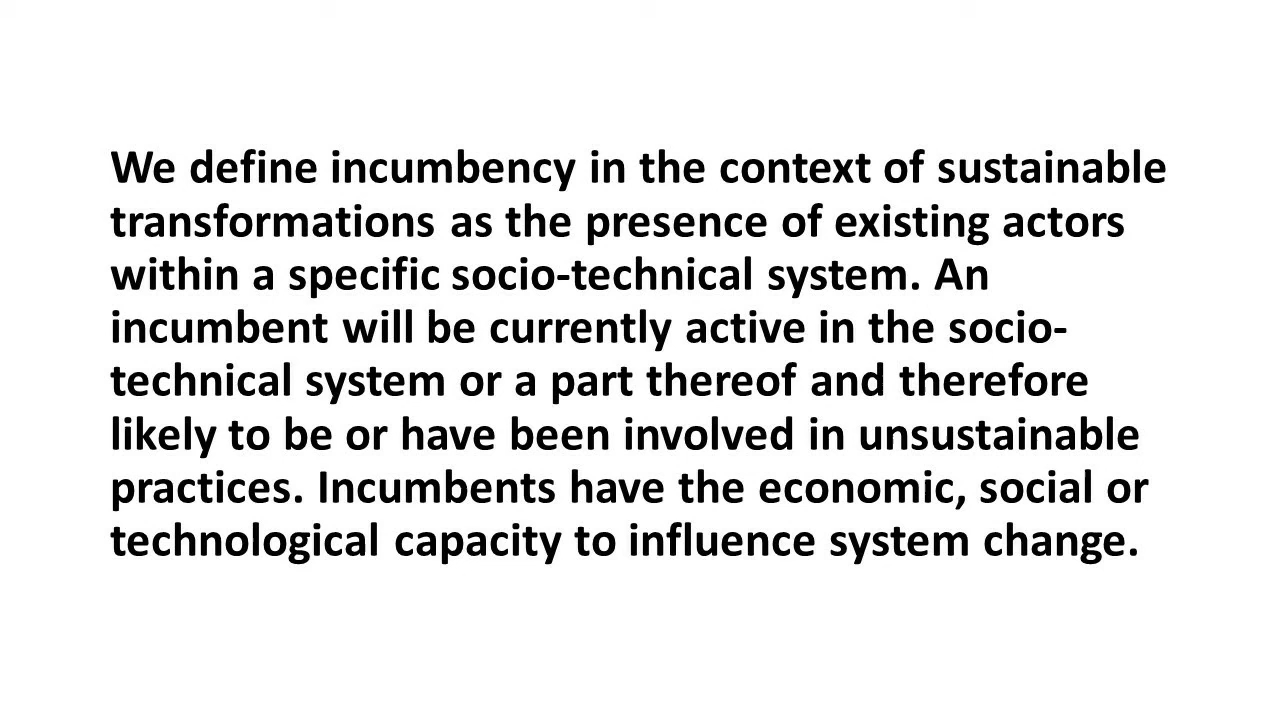 We define incumbency in the context of sustainable
transformations as the presence of existing actors
within a specific socio-technical system. An
incumbent will be currently active in the socio-
technical system or a part thereof and therefore
likely to be or have been involved in unsustainable
practices. Incumbents have the economic, social or
technological capacity to influence system change.